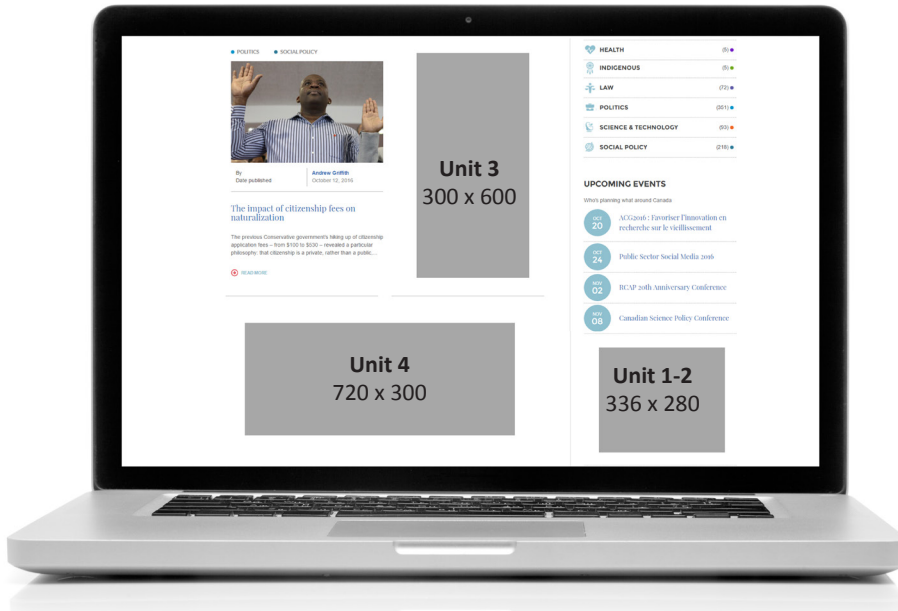 POLITICS SOCIAL POLICY
By Andrew Griffith
Date published October 12, 2016
The impact of citizenship fees on
naturalization
The previous Conservative government's hiking up of citizenship
application fees – from $100 to $530 – revealed a particular
philosophy: that citizenship is a private, rather than a public…
READ MORE
Unit 3
300 x 600
HEALTH (6)
INDIGENOUS (5)
LAW (72)
POLITICS (301)
SCIENCE & TECHNOLOGY (93)
SOCIAL POLICY (219)
UPCOMING EVENTS
Who's planning what around Canada
OCT
20
ACG2016 : Favoriser l'innovation en
recherche sur le vieillissement
OCT
24
Public Sector Social Media 2016
NOV
02
RCAP 20th Anniversary Conference
NOV
08
Canadian Science Policy Conference
Unit 4
720 x 300
Unit 1-2
336 x 280